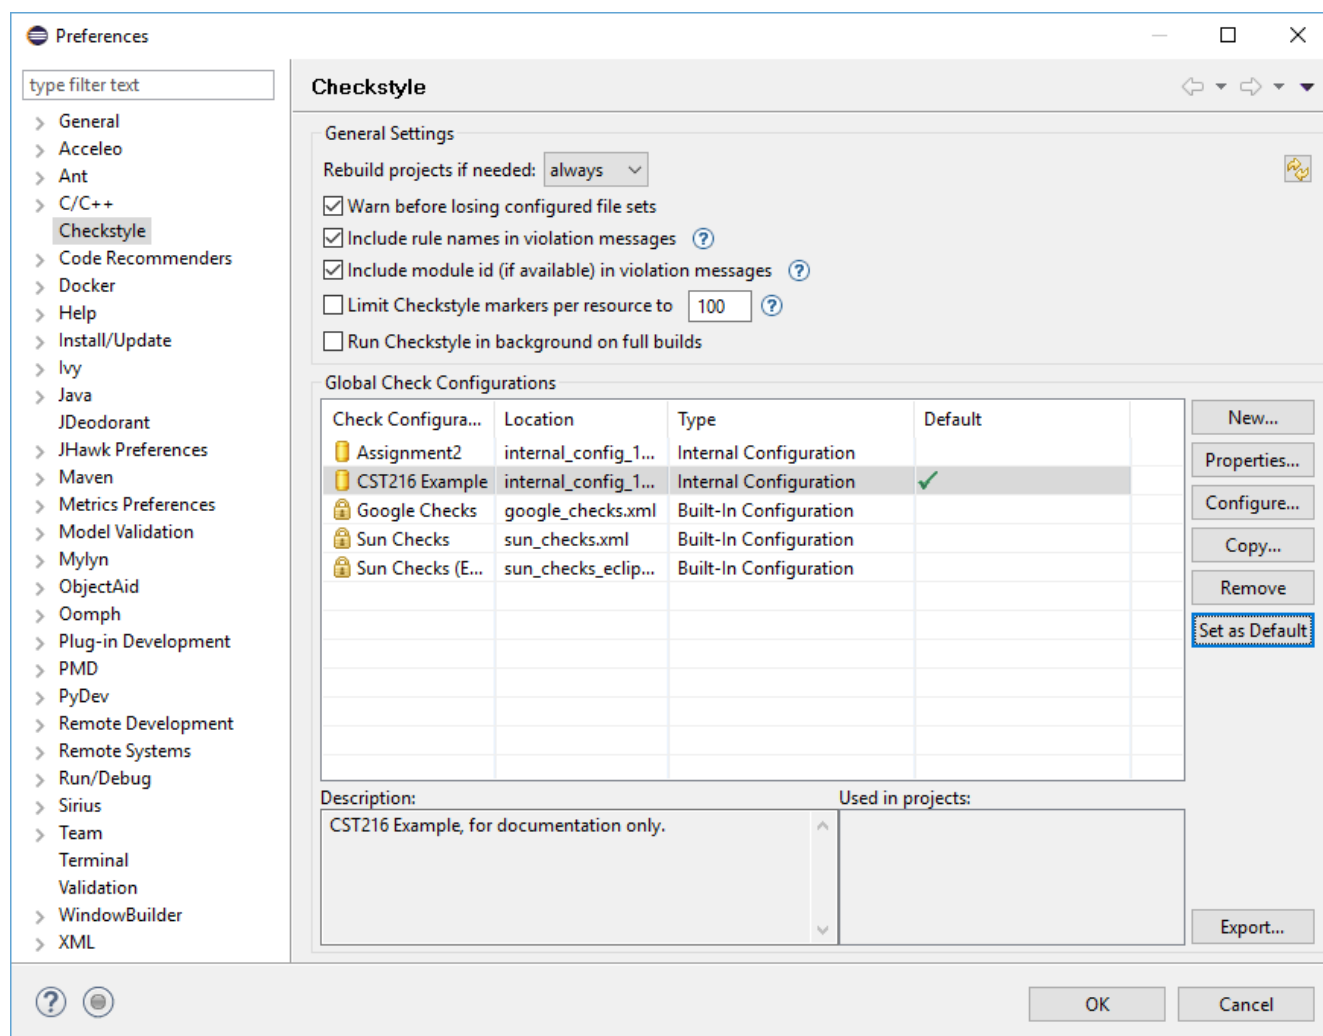 Preferences
type filter text
General
Acceleo
Ant
C/C++
Checkstyle
Code Recommenders
Docker
Help
Install/Update
Ivy
Java
JDeodorant
JHawk Preferences
Maven
Metrics Preferences
Model Validation
Mylyn
ObjectAid
Oomph
Plug-in Development
PMD
PyDev
Remote Development
Remote Systems
Run/Debug
Sirius
Team
Terminal
Validation
WindowBuilder
XML
Checkstyle
General Settings
Rebuild projects if needed: always
Warn before losing configured file sets
Include rule names in violation messages ?
Include module id (if available) in violation messages ?
Limit Checkstyle markers per resource to 100 ?
Run Checkstyle in background on full builds
Global Check Configurations
Check Configura... Location Type Default
Assignment2 internal_config_1... Internal Configuration
CST216 Example internal_config_1... Internal Configuration
Google Checks google_checks.xml Built-In Configuration
Sun Checks sun_checks.xml Built-In Configuration
Sun Checks (E... sun_checks_eclip... Built-In Configuration
New...
Properties...
Configure...
Copy...
Remove
Set as Default
Description:
CST216 Example, for documentation only.
Used in projects:
Export...
?
OK
Cancel